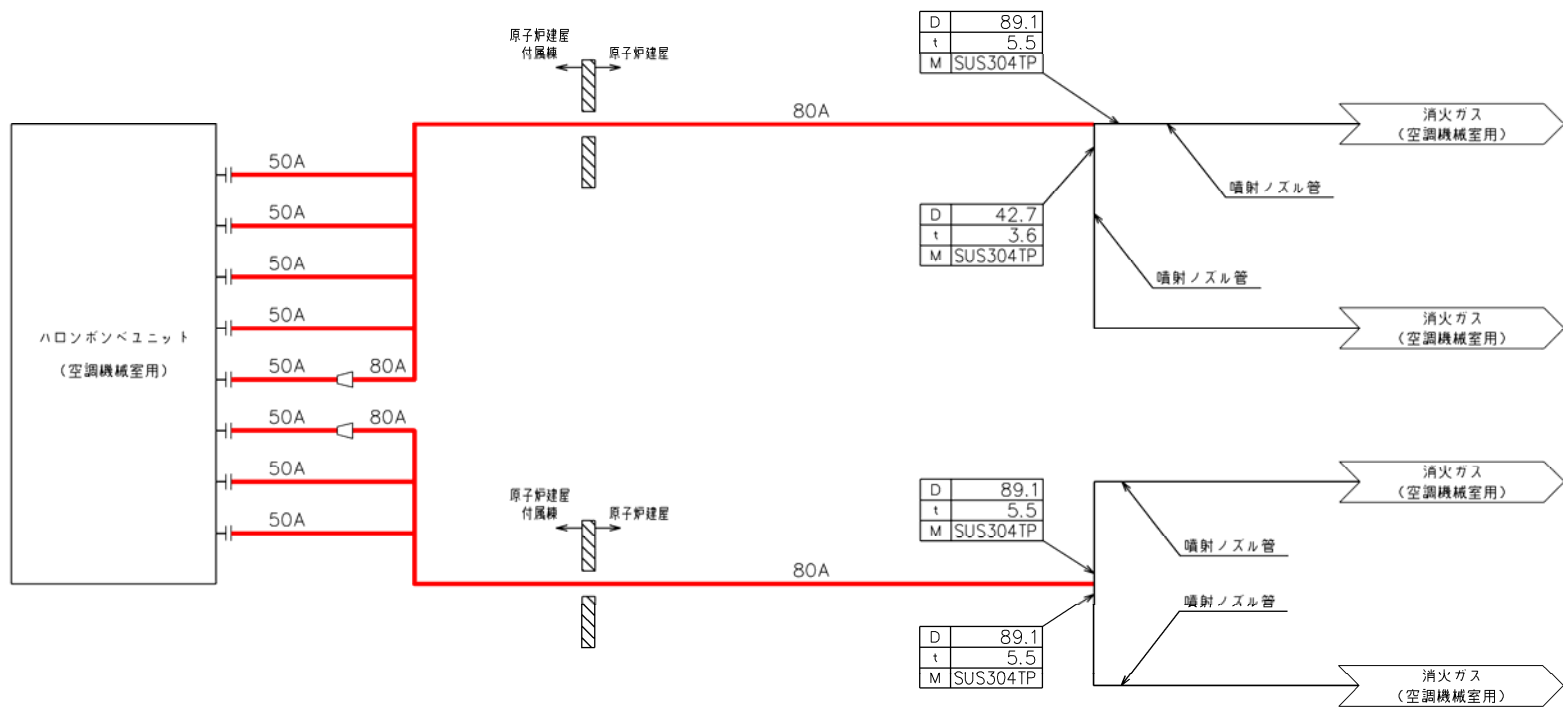 D 89.1
t 5.5
M SUS304TP
原子炉建屋
付属棟
原子炉建屋
80A
消火ガス
(空調機械室用)
50A
噴射ノズル管
50A
D 42.7
t 3.6
M SUS304TP
50A
噴射ノズル管
50A
消火ガス
(空調機械室用)
ハロンボンベユニット
(空調機械室用)
50A
80A
50A
80A
50A
消火ガス
(空調機械室用)
D 89.1
t 5.5
M SUS304TP
原子炉建屋
付属棟
原子炉建屋
50A
噴射ノズル管
80A
噴射ノズル管
D 89.1
t 5.5
M SUS304TP
消火ガス
(空調機械室用)